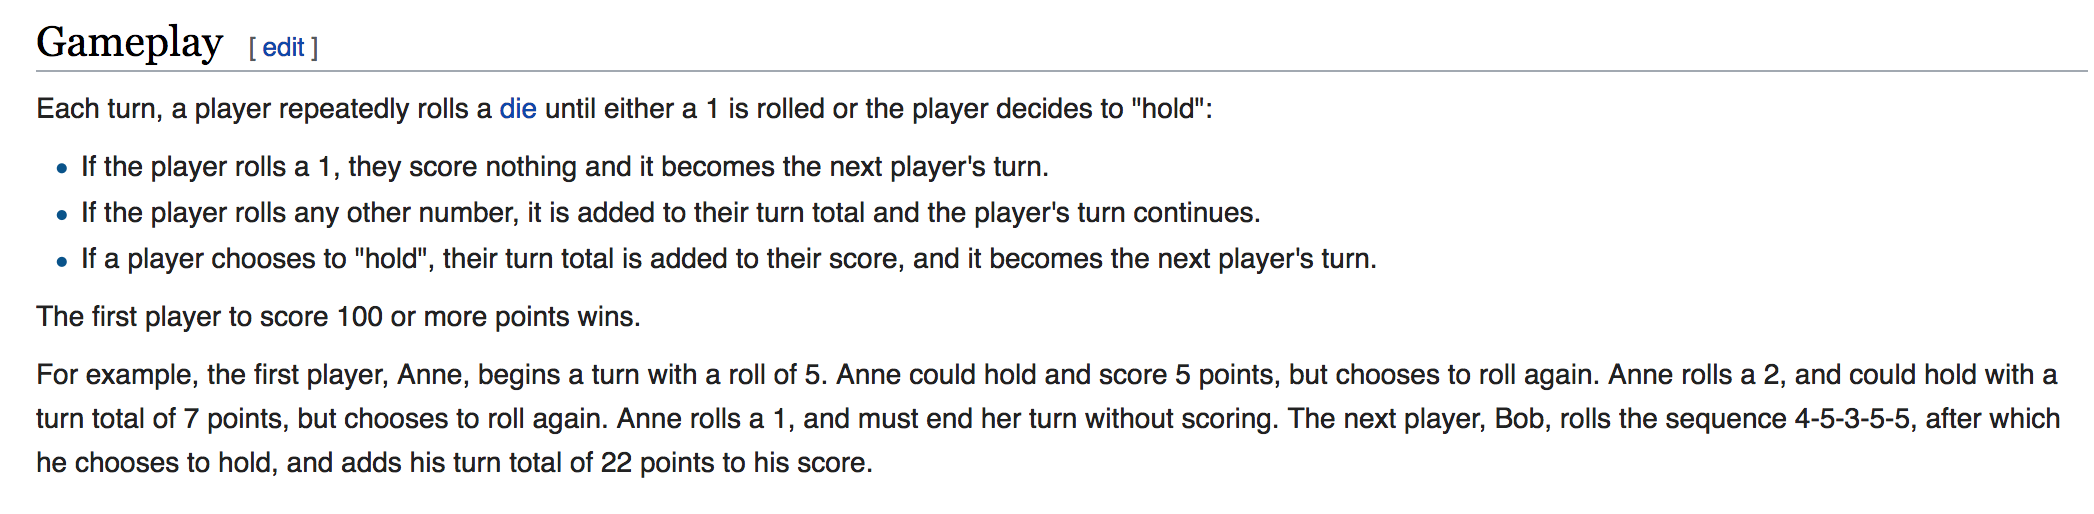 Gameplay [ edit ]
Each turn, a player repeatedly rolls a die until either a 1 is rolled or the player decides to "hold":
• If the player rolls a 1, they score nothing and it becomes the next player's turn.
• If the player rolls any other number, it is added to their turn total and the player's turn continues.
• If a player chooses to "hold", their turn total is added to their score, and it becomes the next player's turn.
The first player to score 100 or more points wins.
For example, the first player, Anne, begins a turn with a roll of 5. Anne could hold and score 5 points, but chooses to roll again. Anne rolls a 2, and could hold with a
turn total of 7 points, but chooses to roll again. Anne rolls a 1, and must end her turn without scoring. The next player, Bob, rolls the sequence 4-5-3-5-5, after which
he chooses to hold, and adds his turn total of 22 points to his score.